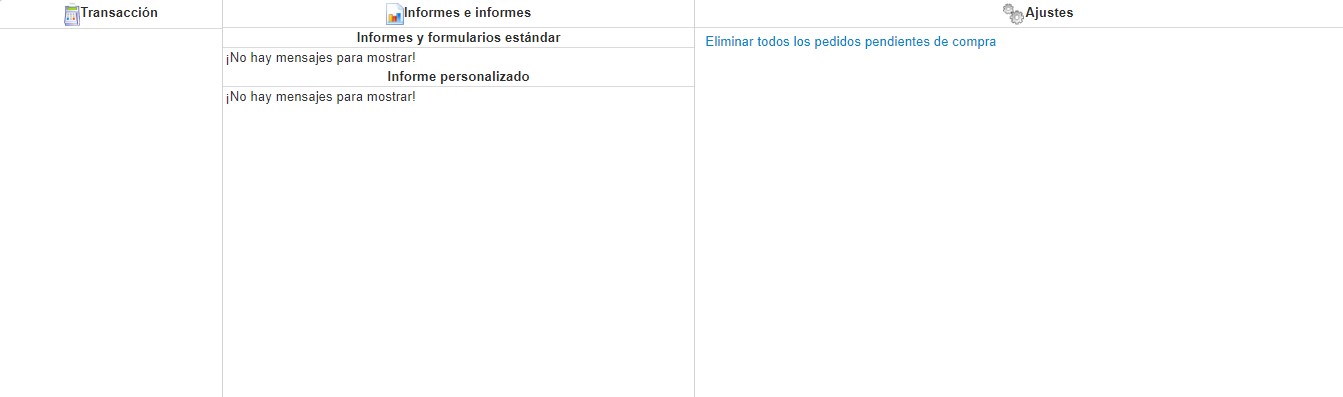 Transacción
Informes e informes
Ajustes
Informes y formularios estándar
¡No hay mensajes para mostrar!
Informe personalizado
¡No hay mensajes para mostrar!
Eliminar todos los pedidos pendientes de compra